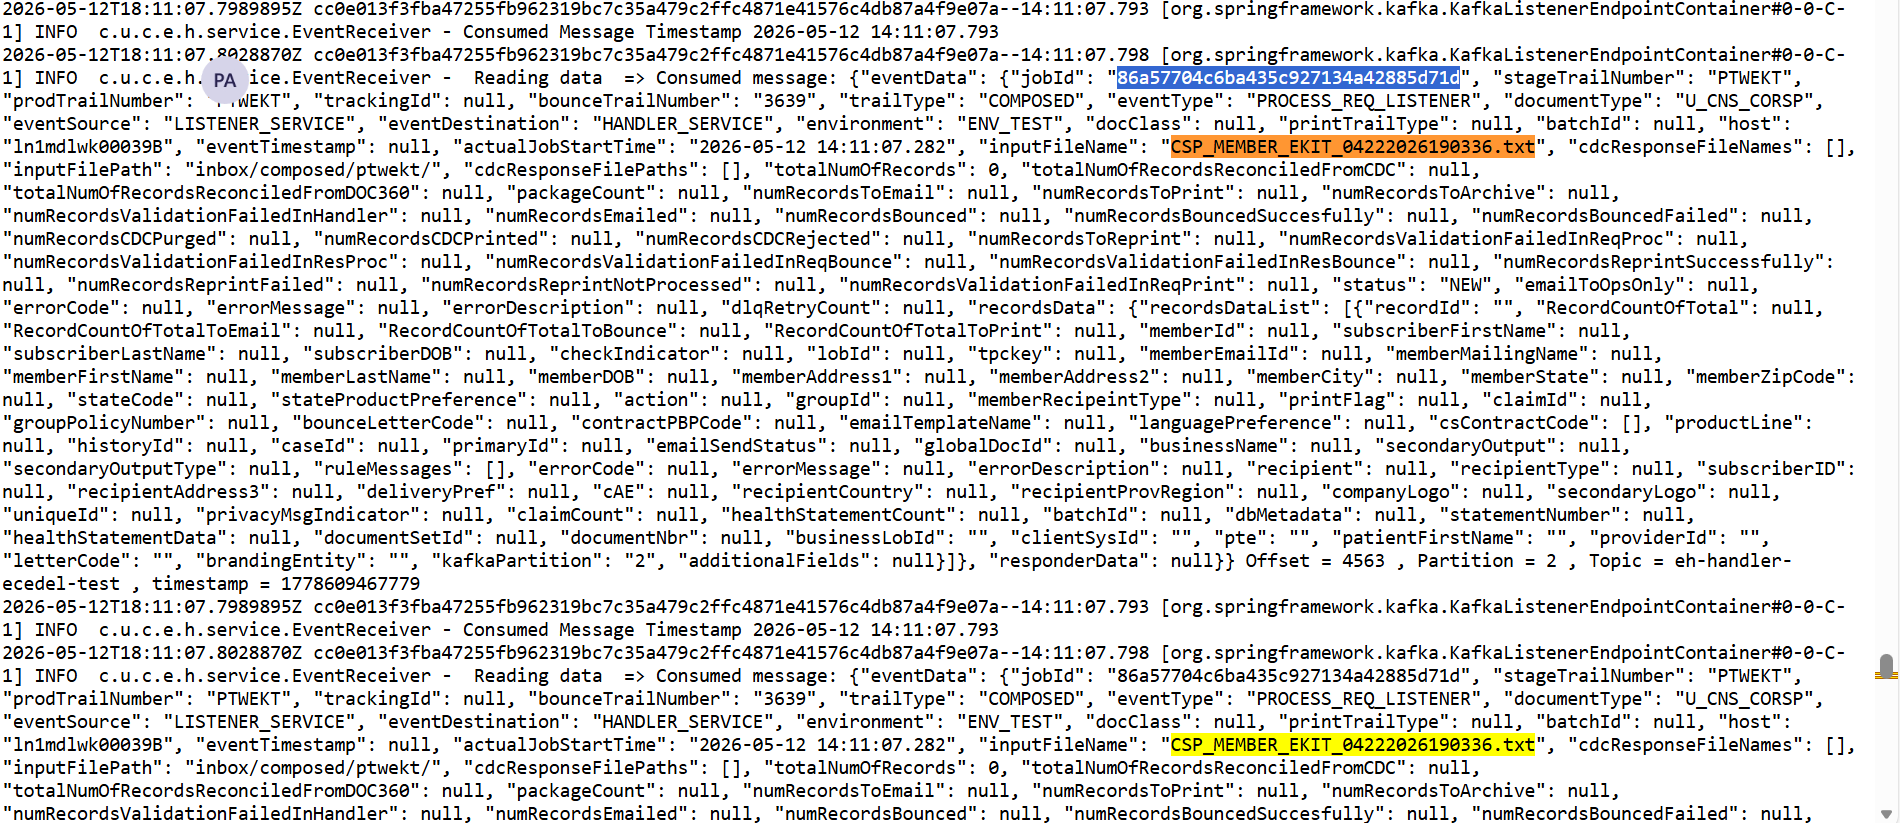 2026-05-12T18:11:07.7989895Z cc0e013f3fba47255fb962319bc7c35a479c2ffc4871e41576c4db87a4f9e07a--14:11:07.793 [org.springframework.kafka.KafkaListenerEndpointContainer#0-0-C-
1] INFO  c.u.c.e.h.service.EventReceiver - Consumed Message Timestamp 2026-05-12 14:11:07.793
2026-05-12T18:11:07.8028870Z cc0e013f3fba47255fb962319bc7c35a479c2ffc4871e41576c4db87a4f9e07a--14:11:07.798 [org.springframework.kafka.KafkaListenerEndpointContainer#0-0-C-
1] INFO  c.u.c.e.h. PA ice.EventReceiver -  Reading data  => Consumed message: {"eventData": {"jobId": "86a57704c6ba435c927134a42885d71d", "stageTrailNumber": "PTWEKT",
"prodTrailNumber": "PTWEKT", "trackingId": null, "bounceTrailNumber": "3639", "trailType": "COMPOSED", "eventType": "PROCESS_REQ_LISTENER", "documentType": "U_CNS_CORSP",
"eventSource": "LISTENER_SERVICE", "eventDestination": "HANDLER_SERVICE", "environment": "ENV_TEST", "docClass": null, "printTrailType": null, "batchId": null, "host":
"ln1mdlwk00039B", "eventTimestamp": null, "actualJobStartTime": "2026-05-12 14:11:07.282", "inputFileName": "CSP_MEMBER_EKIT_04222026190336.txt", "cdcResponseFileNames": [],
"inputFilePath": "inbox/composed/ptwekt/", "cdcResponseFilePaths": [], "totalNumOfRecords": 0, "totalNumOfRecordsReconciledFromCDC": null,
"totalNumOfRecordsReconciledFromDOC360": null, "packageCount": null, "numRecordsToEmail": null, "numRecordsToPrint": null, "numRecordsToArchive": null,
"numRecordsValidationFailedInHandler": null, "numRecordsEmailed": null, "numRecordsBounced": null, "numRecordsBouncedSuccesfully": null, "numRecordsBouncedFailed": null,
"numRecordsCDCPurged": null, "numRecordsCDCPrinted": null, "numRecordsCDCRejected": null, "numRecordsToReprint": null, "numRecordsValidationFailedInReqProc": null,
"numRecordsValidationFailedInResProc": null, "numRecordsValidationFailedInReqBounce": null, "numRecordsValidationFailedInResBounce": null, "numRecordsReprintSuccessfully":
null, "numRecordsReprintFailed": null, "numRecordsReprintNotProcessed": null, "numRecordsValidationFailedInReqPrint": null, "status": "NEW", "emailToOpsOnly": null,
"errorCode": null, "errorMessage": null, "errorDescription": null, "dlqRetryCount": null, "recordsData": {"recordsDataList": [{"recordId": "", "RecordCountOfTotal": null,
"RecordCountOfTotalToEmail": null, "RecordCountOfTotalToBounce": null, "RecordCountOfTotalToPrint": null, "memberId": null, "subscriberFirstName": null,
"subscriberLastName": null, "subscriberDOB": null, "checkIndicator": null, "lobId": null, "tpckey": null, "memberEmailId": null, "memberMailingName": null,
"memberFirstName": null, "memberLastName": null, "memberDOB": null, "memberAddress1": null, "memberAddress2": null, "memberCity": null, "memberState": null, "memberZipCode":
null, "stateCode": null, "stateProductPreference": null, "action": null, "groupId": null, "memberRecipeintType": null, "printFlag": null, "claimId": null,
"groupPolicyNumber": null, "bounceLetterCode": null, "contractPBPCode": null, "emailTemplateName": null, "languagePreference": null, "csContractCode": [], "productLine":
null, "historyId": null, "caseId": null, "primaryId": null, "emailSendStatus": null, "globalDocId": null, "businessName": null, "secondaryOutput": null,
"secondaryOutputType": null, "ruleMessages": [], "errorCode": null, "errorMessage": null, "errorDescription": null, "recipient": null, "recipientType": null, "subscriberID":
null, "recipientAddress3": null, "deliveryPref": null, "cAE": null, "recipientCountry": null, "recipientProvRegion": null, "companyLogo": null, "secondaryLogo": null,
"uniqueId": null, "privacyMsgIndicator": null, "claimCount": null, "healthStatementCount": null, "batchId": null, "dbMetadata": null, "statementNumber": null,
"healthStatementData": null, "documentSetId": null, "documentNbr": null, "businessLobId": "", "clientSysId": "", "pte": "", "patientFirstName": "", "providerId": "",
"letterCode": "", "brandingEntity": "", "kafkaPartition": "2", "additionalFields": null}]}, "responderData": null}} Offset = 4563 , Partition = 2 , Topic = eh-handler-
ecedel-test , timestamp = 1778609467779
2026-05-12T18:11:07.7989895Z cc0e013f3fba47255fb962319bc7c35a479c2ffc4871e41576c4db87a4f9e07a--14:11:07.793 [org.springframework.kafka.KafkaListenerEndpointContainer#0-0-C-
1] INFO  c.u.c.e.h.service.EventReceiver - Consumed Message Timestamp 2026-05-12 14:11:07.793
2026-05-12T18:11:07.8028870Z cc0e013f3fba47255fb962319bc7c35a479c2ffc4871e41576c4db87a4f9e07a--14:11:07.798 [org.springframework.kafka.KafkaListenerEndpointContainer#0-0-C-
1] INFO  c.u.c.e.h.service.EventReceiver -  Reading data  => Consumed message: {"eventData": {"jobId": "86a57704c6ba435c927134a42885d71d", "stageTrailNumber": "PTWEKT",
"prodTrailNumber": "PTWEKT", "trackingId": null, "bounceTrailNumber": "3639", "trailType": "COMPOSED", "eventType": "PROCESS_REQ_LISTENER", "documentType": "U_CNS_CORSP",
"eventSource": "LISTENER_SERVICE", "eventDestination": "HANDLER_SERVICE", "environment": "ENV_TEST", "docClass": null, "printTrailType": null, "batchId": null, "host":
"ln1mdlwk00039B", "eventTimestamp": null, "actualJobStartTime": "2026-05-12 14:11:07.282", "inputFileName": "CSP_MEMBER_EKIT_04222026190336.txt", "cdcResponseFileNames": [],
"inputFilePath": "inbox/composed/ptwekt/", "cdcResponseFilePaths": [], "totalNumOfRecords": 0, "totalNumOfRecordsReconciledFromCDC": null,
"totalNumOfRecordsReconciledFromDOC360": null, "packageCount": null, "numRecordsToEmail": null, "numRecordsToPrint": null, "numRecordsToArchive": null,
"numRecordsValidationFailedInHandler": null, "numRecordsEmailed": null, "numRecordsBounced": null, "numRecordsBouncedSuccesfully": null, "numRecordsBouncedFailed": null,